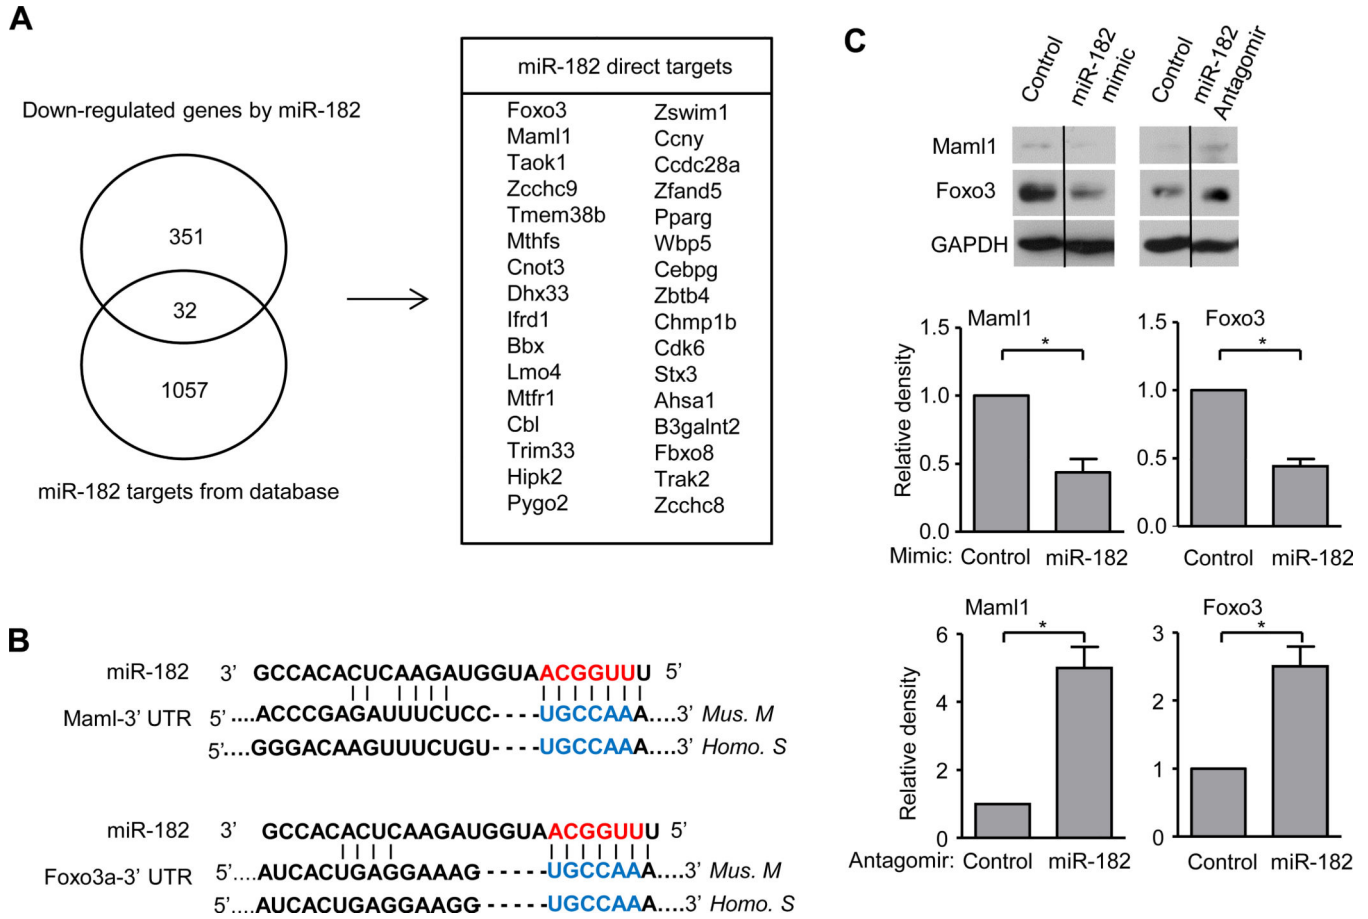 A
Down-regulated genes by miR-182
351
32
1057
miR-182 targets from database
miR-182 direct targets
Foxo3 Zswim1
Maml1 Ccny
Taok1 Ccdc28a
Zcchc9 Zfand5
Tmem38b Pparg
Mthfs Wbp5
Cnot3 Cebpg
Dhx33 Zbtb4
Ifrd1 Chmp1b
Bbx Cdk6
Lmo4 Stx3
Mtfr1 Ahsa1
Cbl B3galnt2
Trim33 Fbxo8
Hipk2 Trak2
Pygo2 Zcchc8
B
miR-182 3’ GCCACACUCAAGAUGGUAACGGUUU 5’
Maml-3’ UTR 5’ ....ACCCGAGAUUUCUCC----UGCCAAA....3’ Mus. M
5’....GGGACAAGUUUCUGU----UGCCAAA....3’ Homo. S
miR-182 3’ GCCACACUCAAGAUGGUAACGGUUU 5’
Foxo3a-3’ UTR 5’....AUCACUGAGGAAAG------UGCCAAA....3’ Mus. M
5’....AUCACUGAGGAAGG------UGCCAAA....3’ Homo. S
C
Control miR-182 mimic Control miR-182 Antagomir
Maml1
Foxo3
GAPDH
Maml1
*
Relative density
1.5
1.0
0.5
0.0
Mimic: Control miR-182
Foxo3
*
1.5
1.0
0.5
0.0
Control miR-182
Maml1
*
Relative density
6
4
2
0
Antagomir: Control miR-182
Foxo3
*
3
2
1
0
Control miR-182